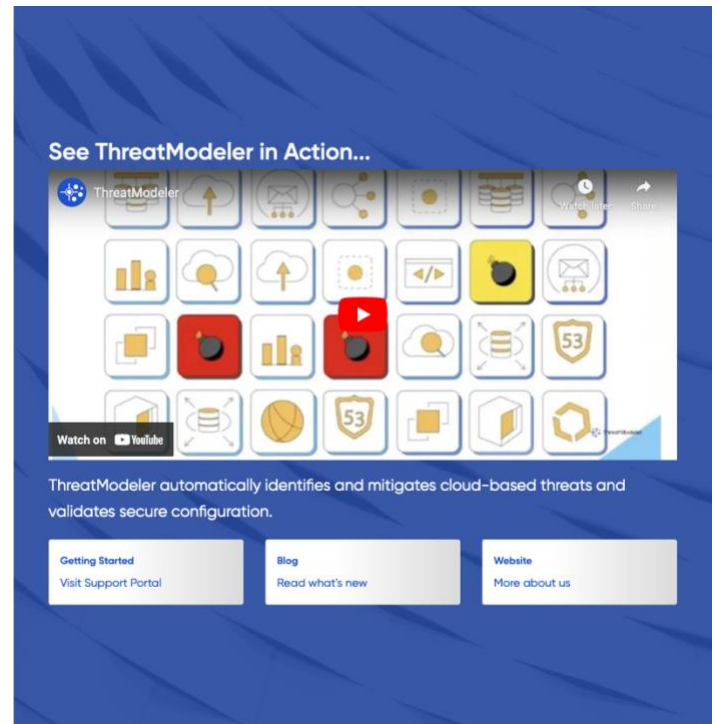 See ThreatModeler in Action...
ThreatModeler
Watch later
Share
</>
53
53
ThreatModeler
Watch on YouTube
ThreatModeler automatically identifies and mitigates cloud-based threats and
validates secure configuration.
Getting Started
Visit Support Portal
Blog
Read what's new
Website
More about us